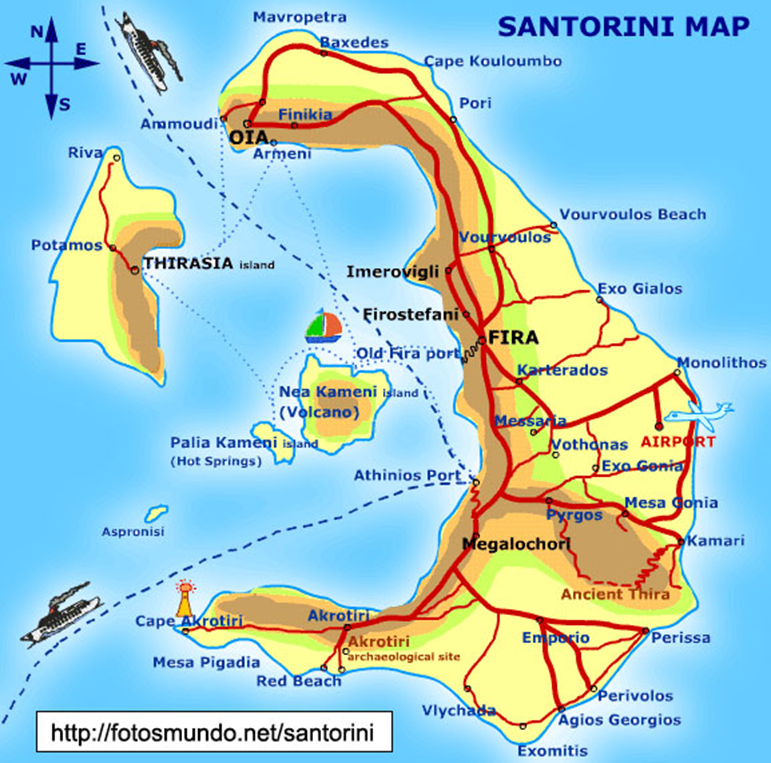 SANTORINI MAP
N
E
W
S
Mavropetra
Baxedes
Cape Kouloumbo
Pori
Ammoudi
Finikia
OIA
Armeni
Riva
Potamos
THIRASIA island
Vourvoulos Beach
Vourvoulos
Imerovigli
Exo Gialos
Firostefani
FIRA
Old Fira port
Monolithos
Karterados
Nea Kameni island
(Volcano)
Messaria
AIRPORT
Palia Kameni island
(Hot Springs)
Vothonas
Exo Gonia
Athinios Port
Mesa Gonia
Pyrgos
Aspronisi
Megalochori
Kamari
Ancient Thira
Cape Akrotiri
Akrotiri
Emporio
Perissa
Akrotiri
archaeological site
Mesa Pigadia
Red Beach
Perivolos
Vlychada
Agios Georgios
Exomitis
http://fotosmundo.net/santorini